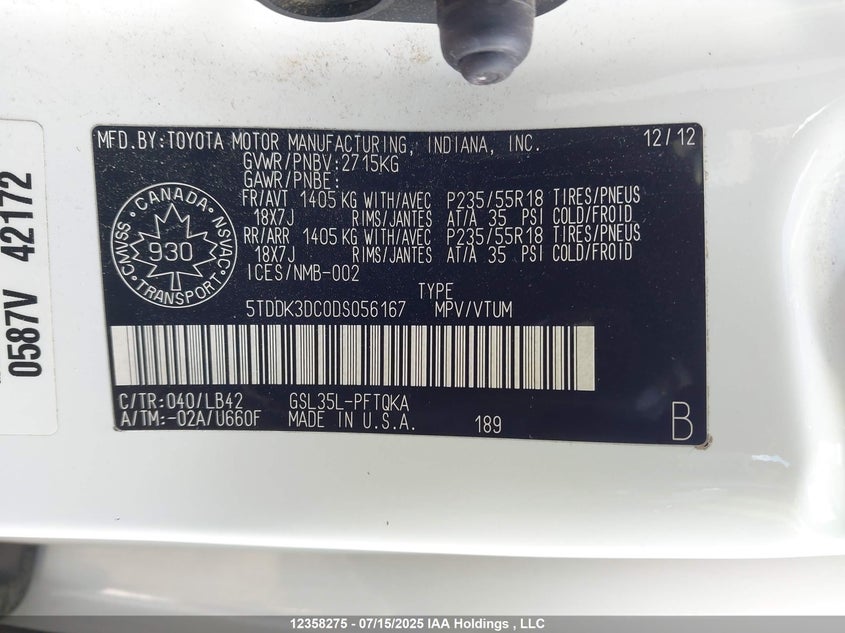 MFD.BY:TOYOTA MOTOR MANUFACTURING, INDIANA, INC. 12/12
GVWR/PNBV:2715KG
GAWR/PNBE:
FR/AVT 1405 KG WITH/AVEC P235/55R18 TIRES/PNEUS
18X7J RIMS/JANTES AT/A 35 PSI COLD/FROID
RR/ARR 1405 KG WITH/AVEC P235/55R18 TIRES/PNEUS
18X7J RIMS/JANTES AT/A 35 PSI COLD/FROID
ICES/NMB-002
CANADA
CMVSS 930 NSVAC
TRANSPORT
TYPE
5TDDK3DC0DS056167 MPV/VTUM
C/TR:040/LB42 GSL35L-PFTQKA
A/TM:-02A/U660F MADE IN U.S.A. 189 B
0587V 42172
12358275 - 07/15/2025 IAA Holdings , LLC